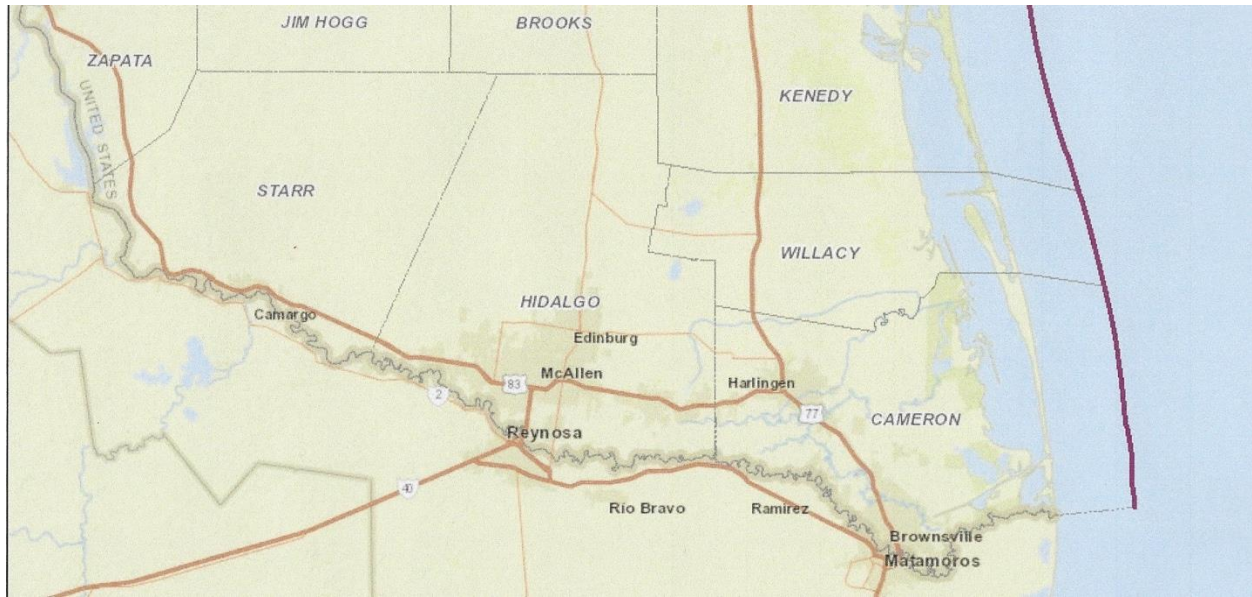 JIM HOGG
BROOKS
ZAPATA
KENEDY
UNITED STATES
STARR
WILLACY
HIDALGO
Camargo
Edinburg
McAllen
83
Harlingen
2
77
CAMERON
Reynosa
40
Río Bravo
Ramirez
Brownsville
Matamoros